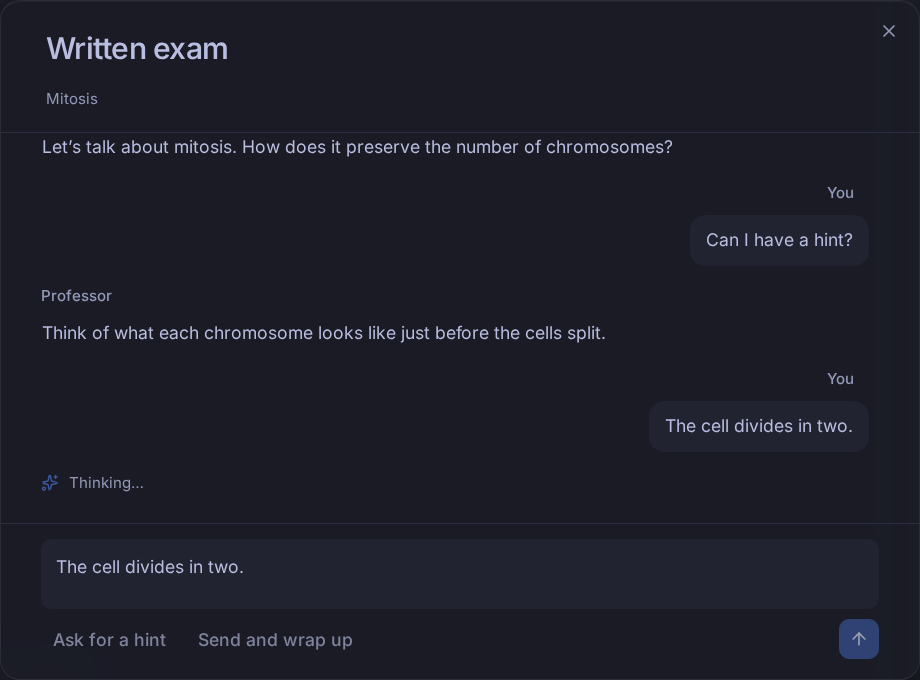 Written exam
Mitosis
Let’s talk about mitosis. How does it preserve the number of chromosomes?
You
Can I have a hint?
Professor
Think of what each chromosome looks like just before the cells split.
You
The cell divides in two.
Thinking...
The cell divides in two.
Ask for a hint
Send and wrap up